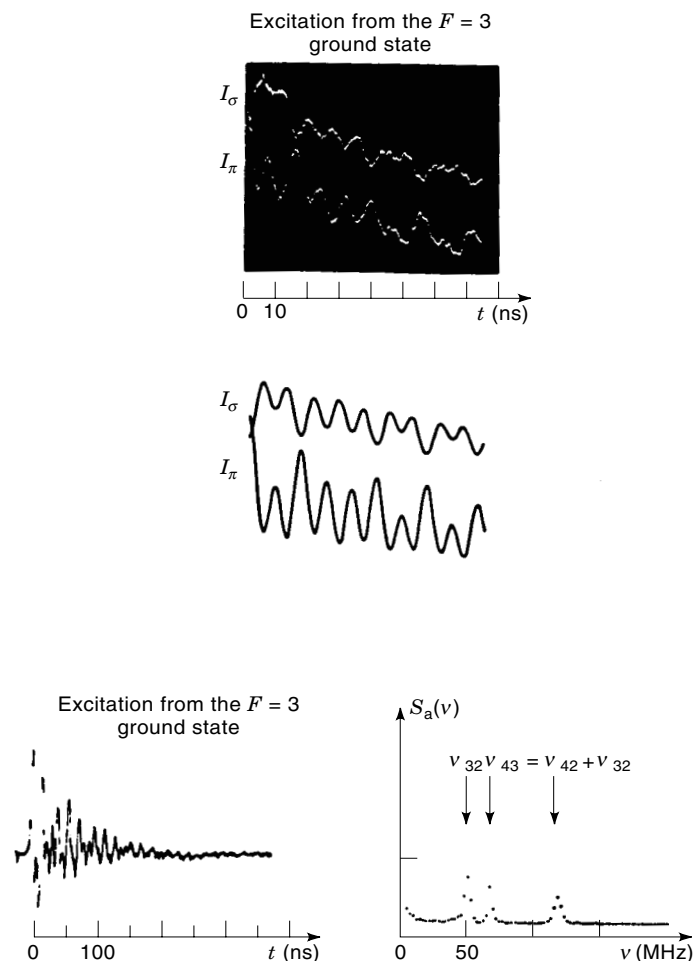 Excitation from the F = 3
ground state
I_σ
I_π
0 10 t (ns)
I_σ
I_π
Excitation from the F = 3
ground state
0 100 t (ns)
S_a(ν)
ν_32 ν_43 = ν_42 + ν_32
0 50 ν (MHz)